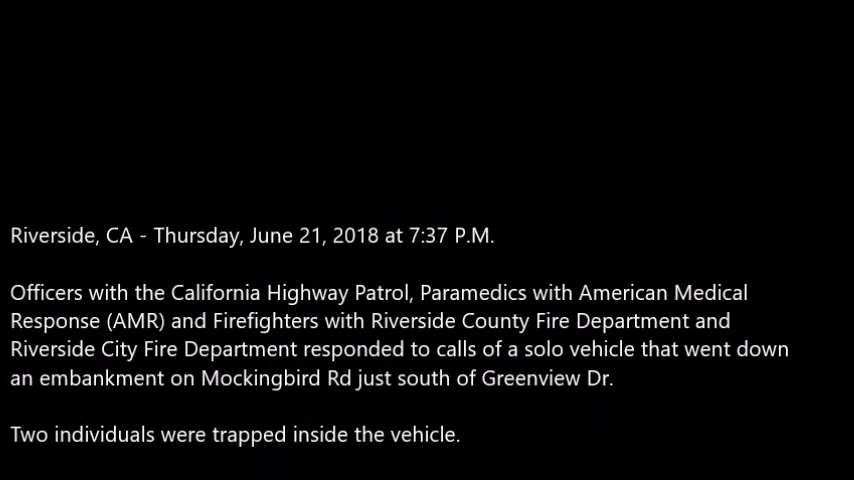 Riverside, CA - Thursday, June 21, 2018 at 7:37 P.M.
Officers with the California Highway Patrol, Paramedics with American Medical
Response (AMR) and Firefighters with Riverside County Fire Department and
Riverside City Fire Department responded to calls of a solo vehicle that went down
an embankment on Mockingbird Rd just south of Greenview Dr.
Two individuals were trapped inside the vehicle.